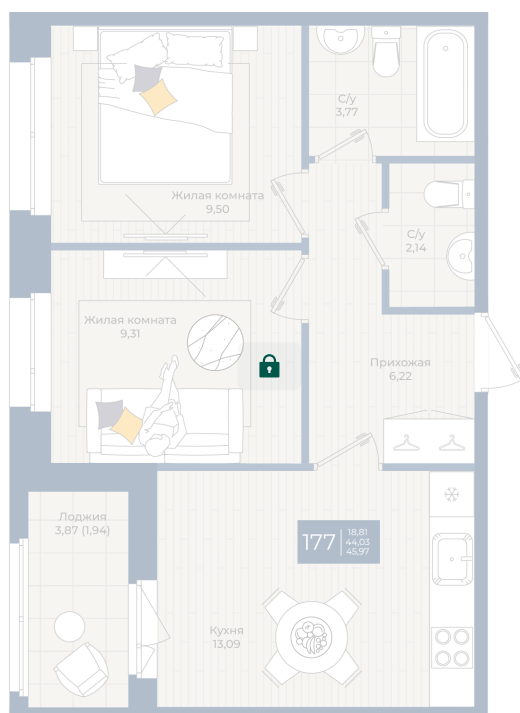 С/у
3,77
Жилая комната
9,50
С/у
2,14
Жилая комната
9,31
Прихожая
6,22
Лоджия
3,87 (1,94)
177
18,81
44,03
45,97
Кухня
13,09